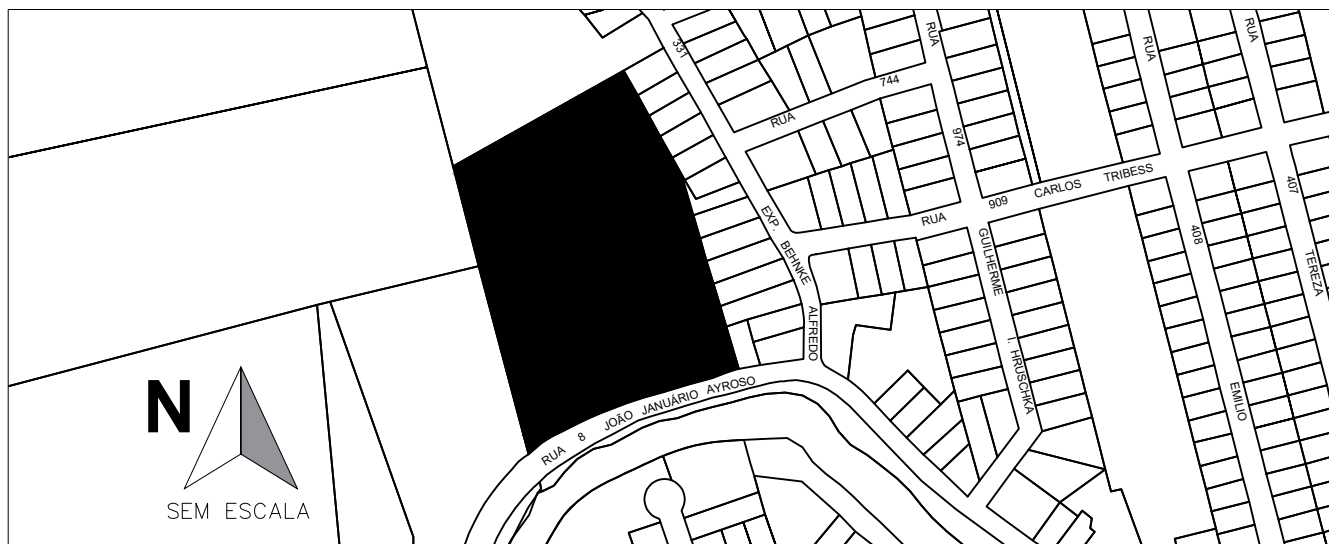 331
RUA
744
RUA
RUA
RUA
974
RUA
909
CARLOS
TRIBESS
407
EXP.
BEHNKE
GUILHERME
408
TEREZA
ALFREDO
I. HRUSCHKA
EMILIO
RUA 8 JOÃO JANUÁRIO AYROSO
N
SEM ESCALA